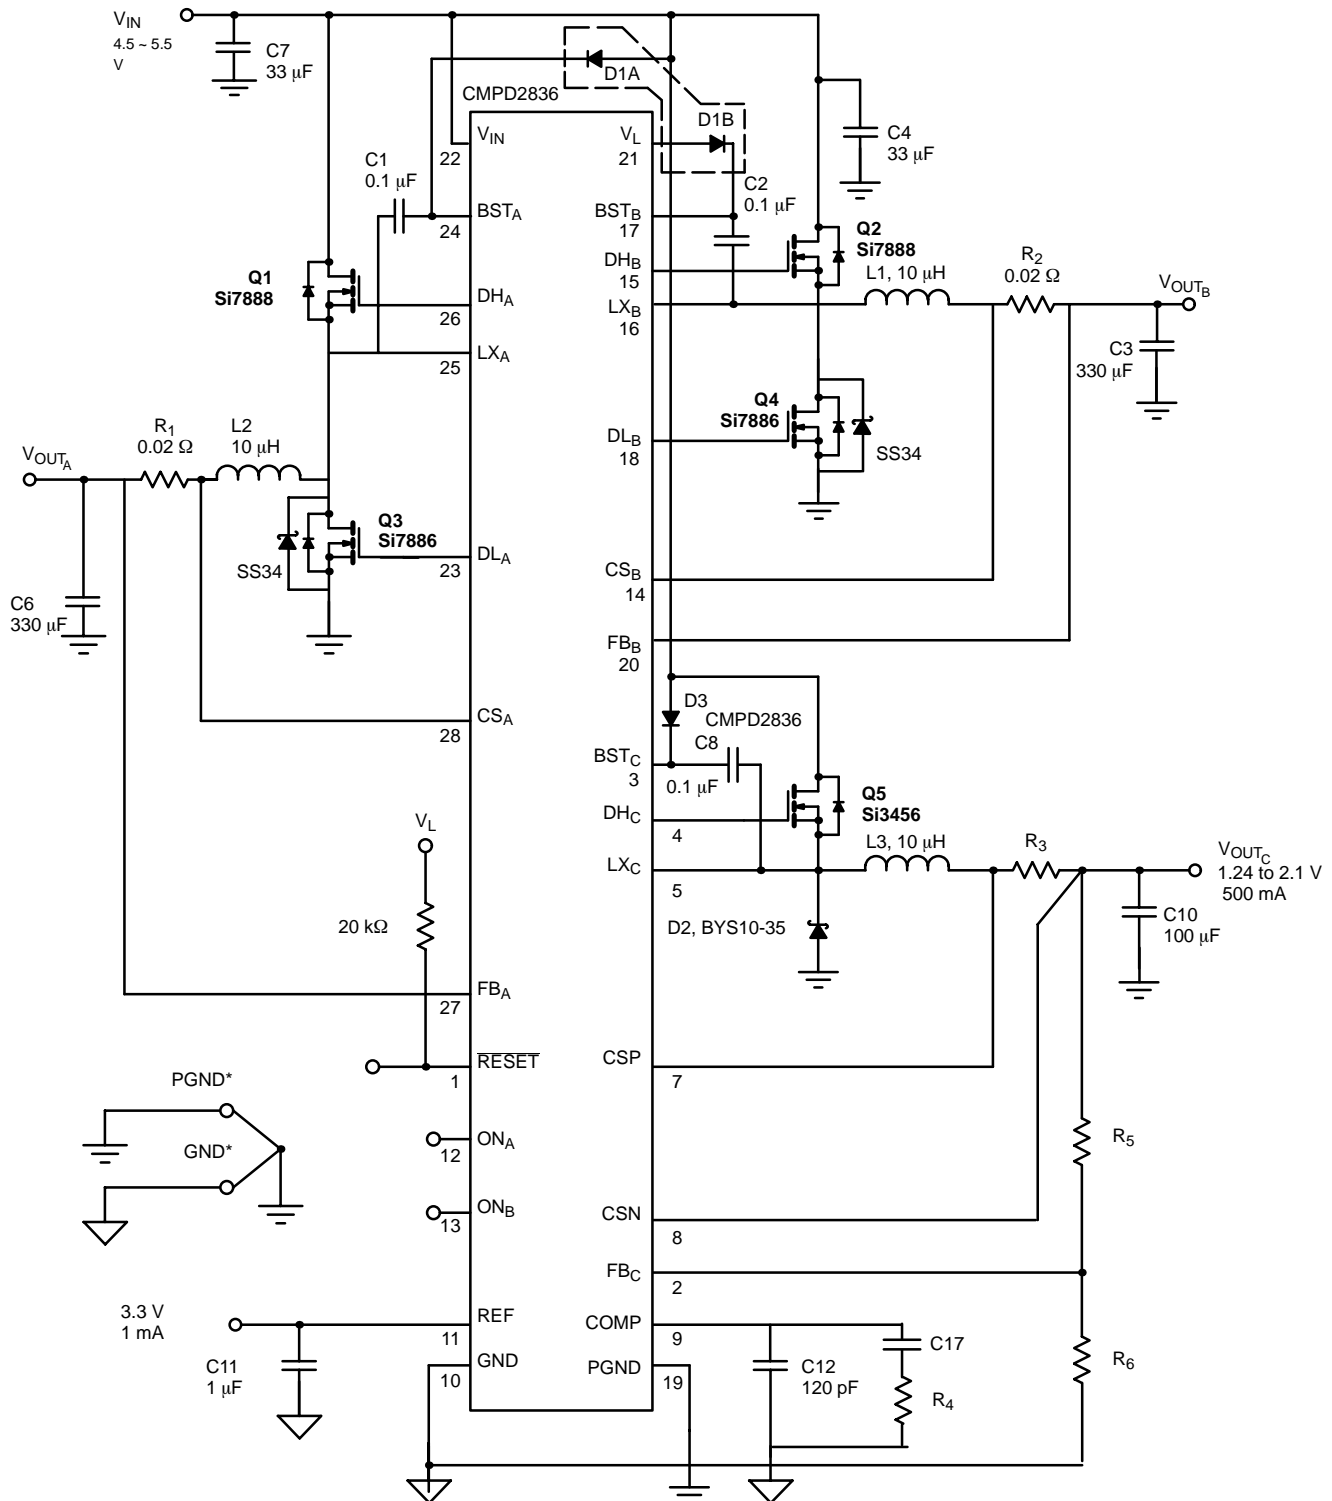 VIN
4.5 ~ 5.5
V
C7
33 μF
D1A
CMPD2836
D1B
C4
33 μF
VIN
22
VL
21
C1
0.1 μF
C2
0.1 μF
BSTA
24
BSTB
17
Q2
Si7888
DHB
15
L1, 10 μH
R2
0.02 Ω
VOUTB
Q1
Si7888
DHA
26
LXB
16
LXA
25
C3
330 μF
Q4
Si7886
DLB
18
SS34
VOUTA
R1
0.02 Ω
L2
10 μH
Q3
Si7886
SS34
DLA
23
CSB
14
C6
330 μF
FBB
20
D3
CMPD2836
CSA
28
C8
0.1 μF
BSTC
3
Q5
Si3456
DHC
4
VL
L3, 10 μH
R3
LXC
5
VOUTC
1.24 to 2.1 V
500 mA
C10
100 μF
20 kΩ
D2, BYS10-35
FBA
27
RESET
1
CSP
7
PGND*
GND*
ONA
12
R5
ONB
13
CSN
8
FBC
2
3.3 V
1 mA
REF
11
COMP
9
C17
C11
1 μF
GND
10
PGND
19
C12
120 pF
R4
R6